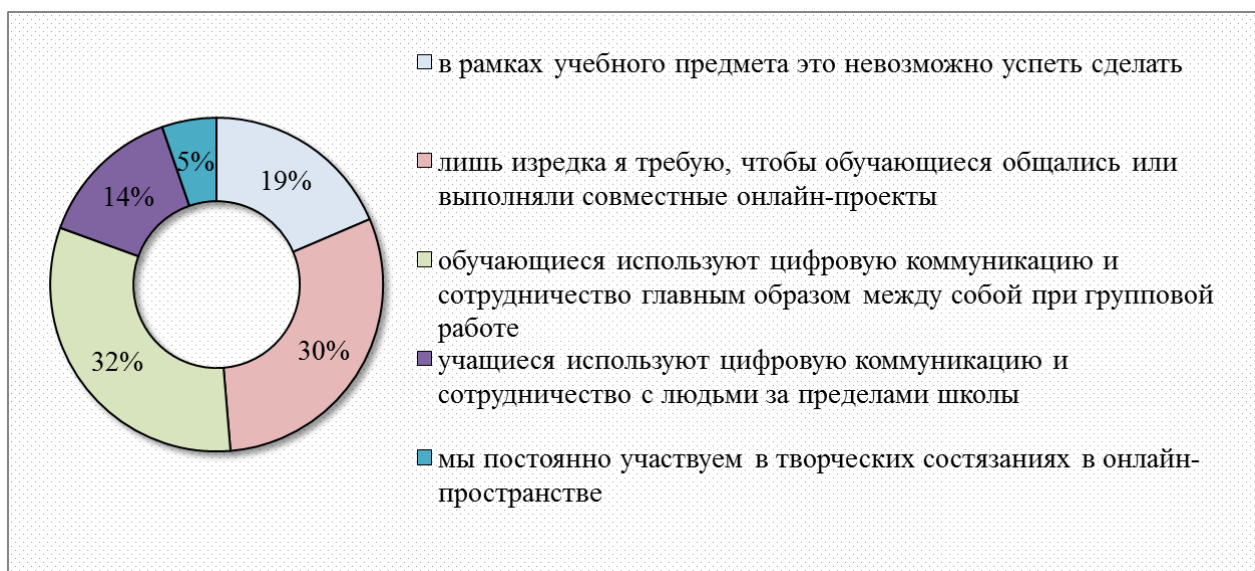 19%
30%
32%
14%
5%
в рамках учебного предмета это невозможно успеть сделать
лишь изредка я требую, чтобы обучающиеся общались или
выполняли совместные онлайн-проекты
обучающиеся используют цифровую коммуникацию и
сотрудничество главным образом между собой при групповой
работе
учащиеся используют цифровую коммуникацию и
сотрудничество с людьми за пределами школы
мы постоянно участвуем в творческих состязаниях в онлайн-
пространстве